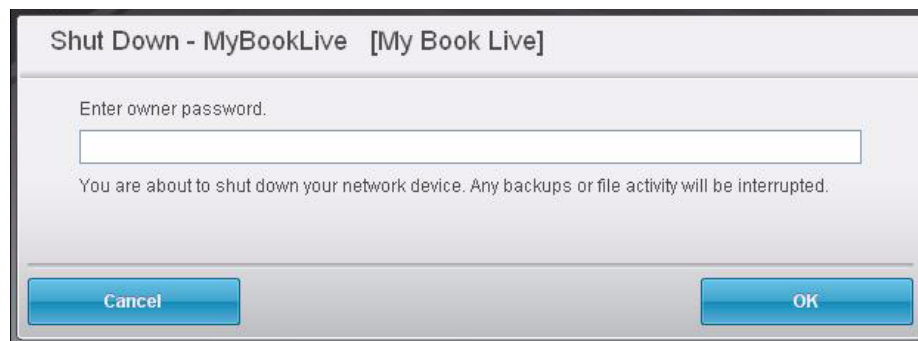 Shut Down - MyBookLive [My Book Live]
Enter owner password.
You are about to shut down your network device. Any backups or file activity will be interrupted.
Cancel OK